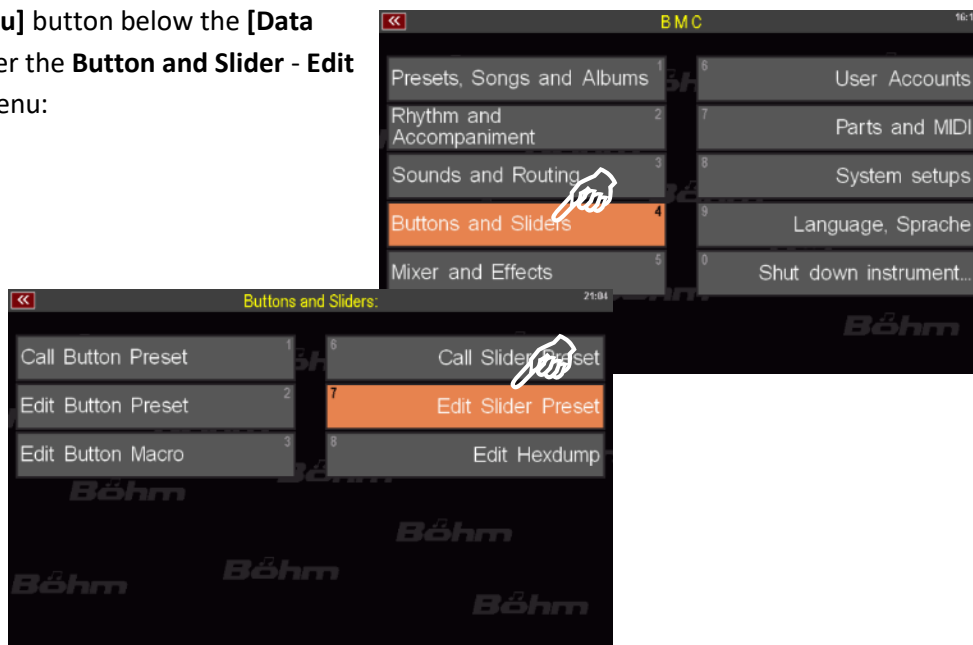 u] button below the [Data
er the Button and Slider - Edit
enu:
BMC 16:1
Presets, Songs and Albums 1
6 User Accounts
Rhythm and Accompaniment 2
7 Parts and MIDI
Sounds and Routing 3
8 System setups
Buttons and Sliders 4
9 Language, Sprache
Mixer and Effects 5
0 Shut down instrument...
Böhm
Buttons and Sliders: 21:04
Call Button Preset 1
6 Call Slider Preset
Edit Button Preset 2
7 Edit Slider Preset
Edit Button Macro 3
8 Edit Hexdump
Böhm
Böhm
Böhm
Böhm
Böhm